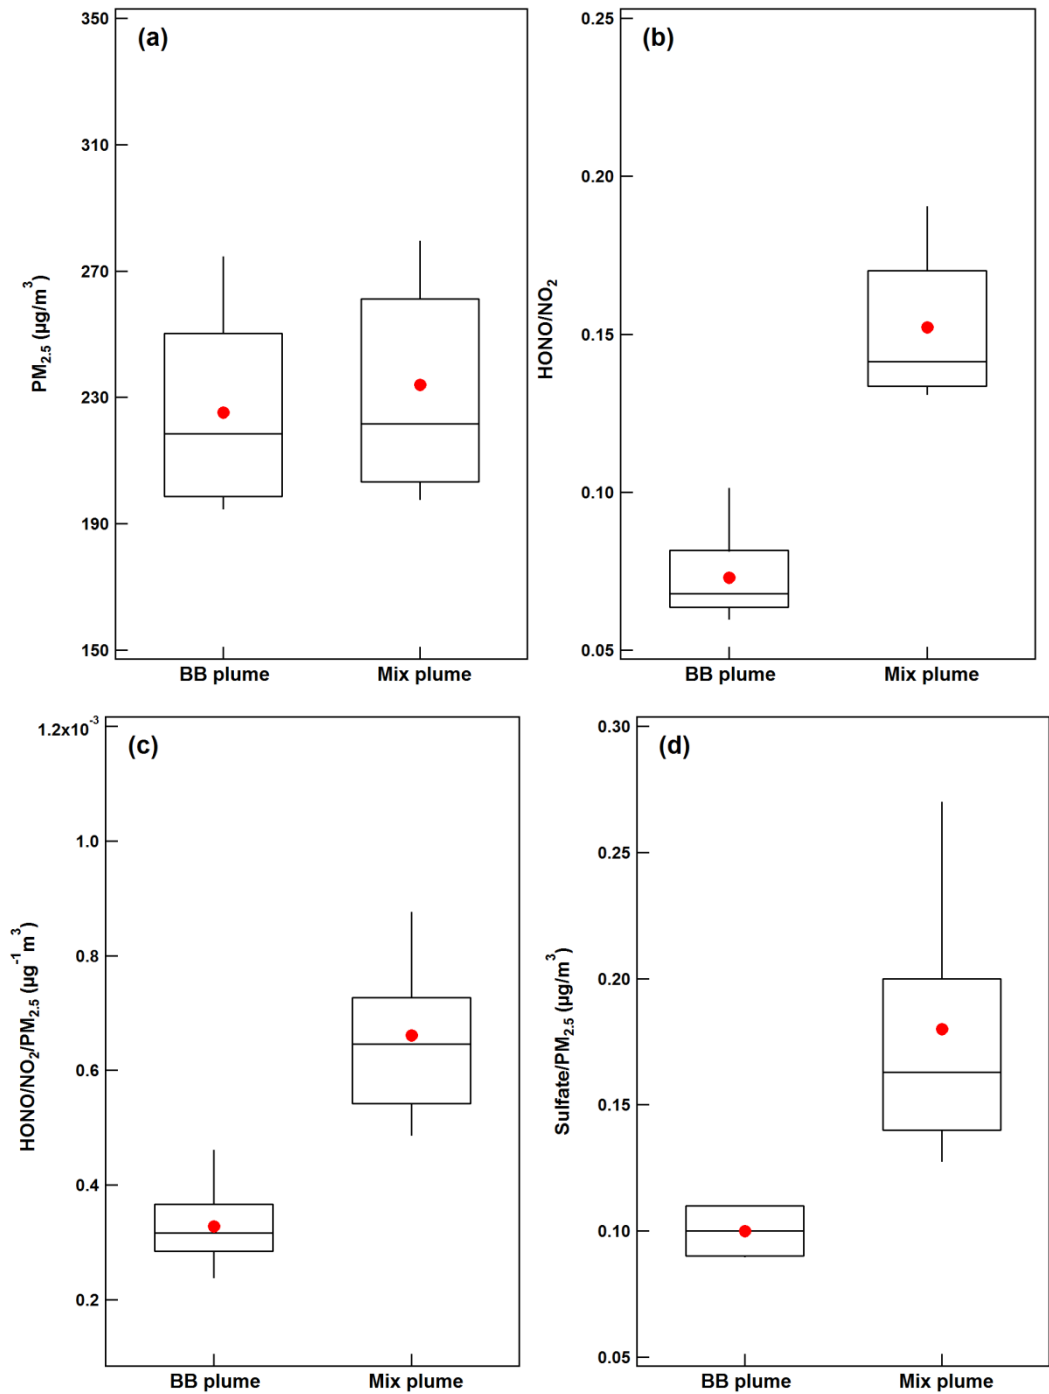 (a)
350
310
270
230
190
150
PM2.5 (µg/m3)
BB plume Mix plume
(b)
0.25
0.20
0.15
0.10
0.05
HONO/NO2
BB plume Mix plume
(c)
1.2x10-3
1.0
0.8
0.6
0.4
0.2
HONO/NO2/PM2.5 (µg-1m3)
BB plume Mix plume
(d)
0.30
0.25
0.20
0.15
0.10
0.05
Sulfate/PM2.5 (µg/m3)
BB plume Mix plume